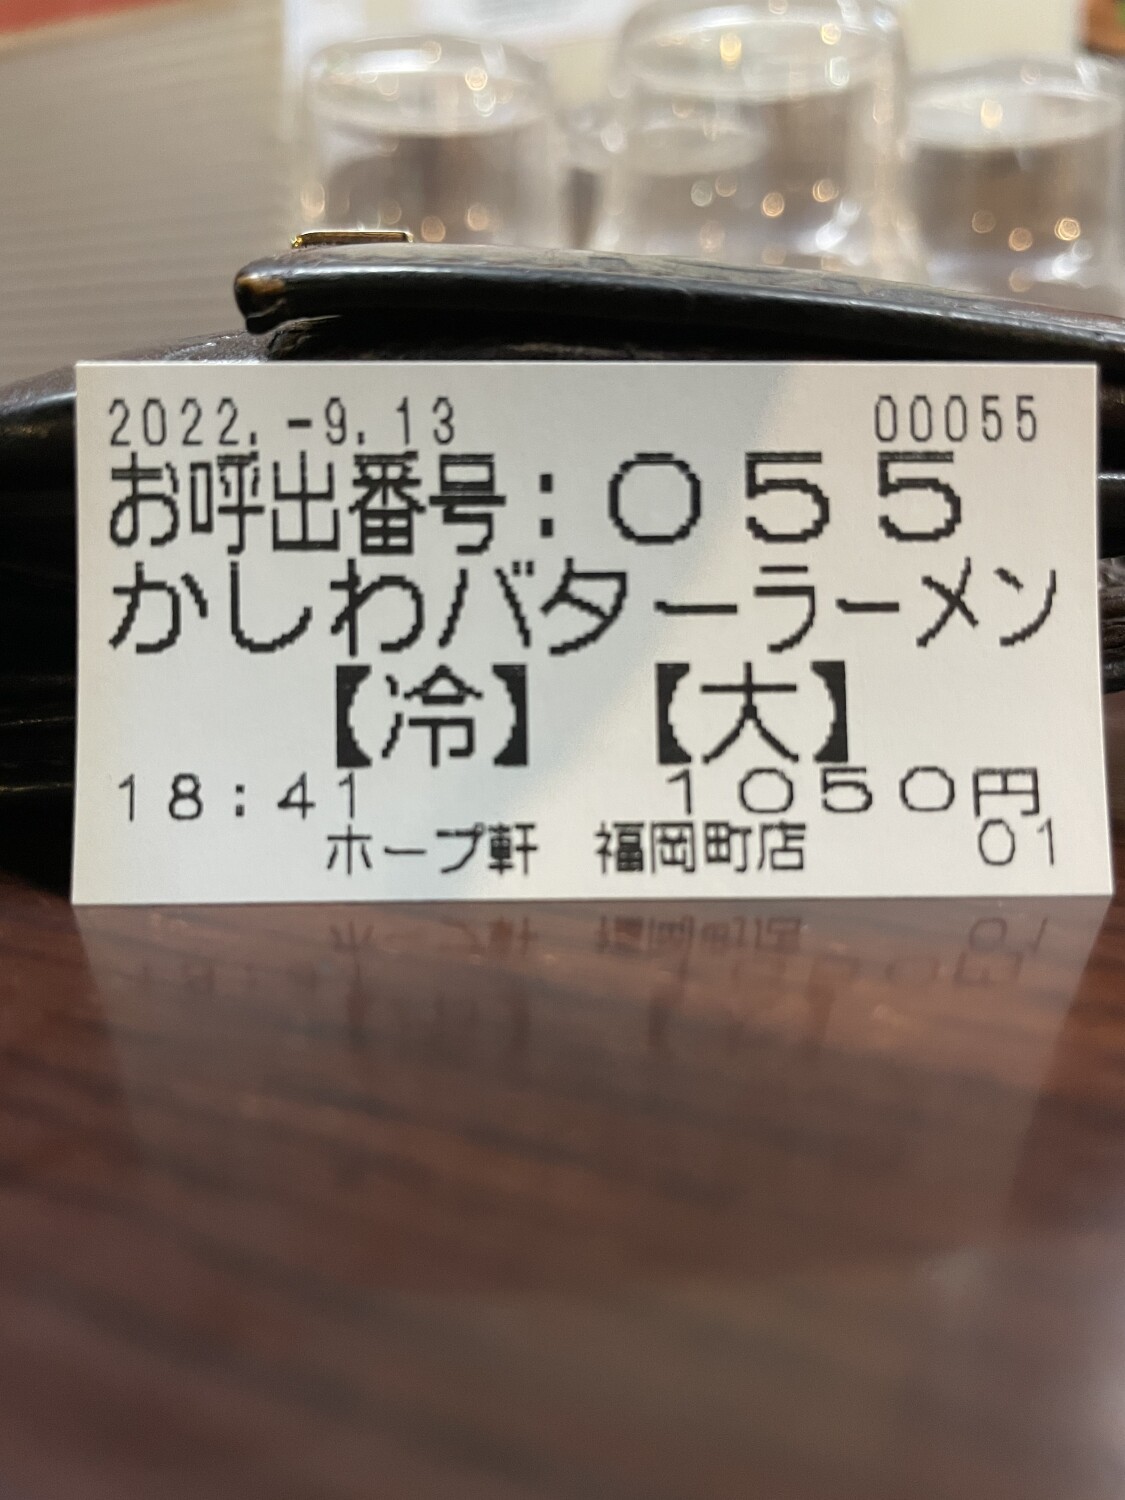 2022.-9.13 00055
お呼出番号:055
かしわバターラーメン
【冷】 【大】
18:41 1050円
ホープ軒 福岡町店 01